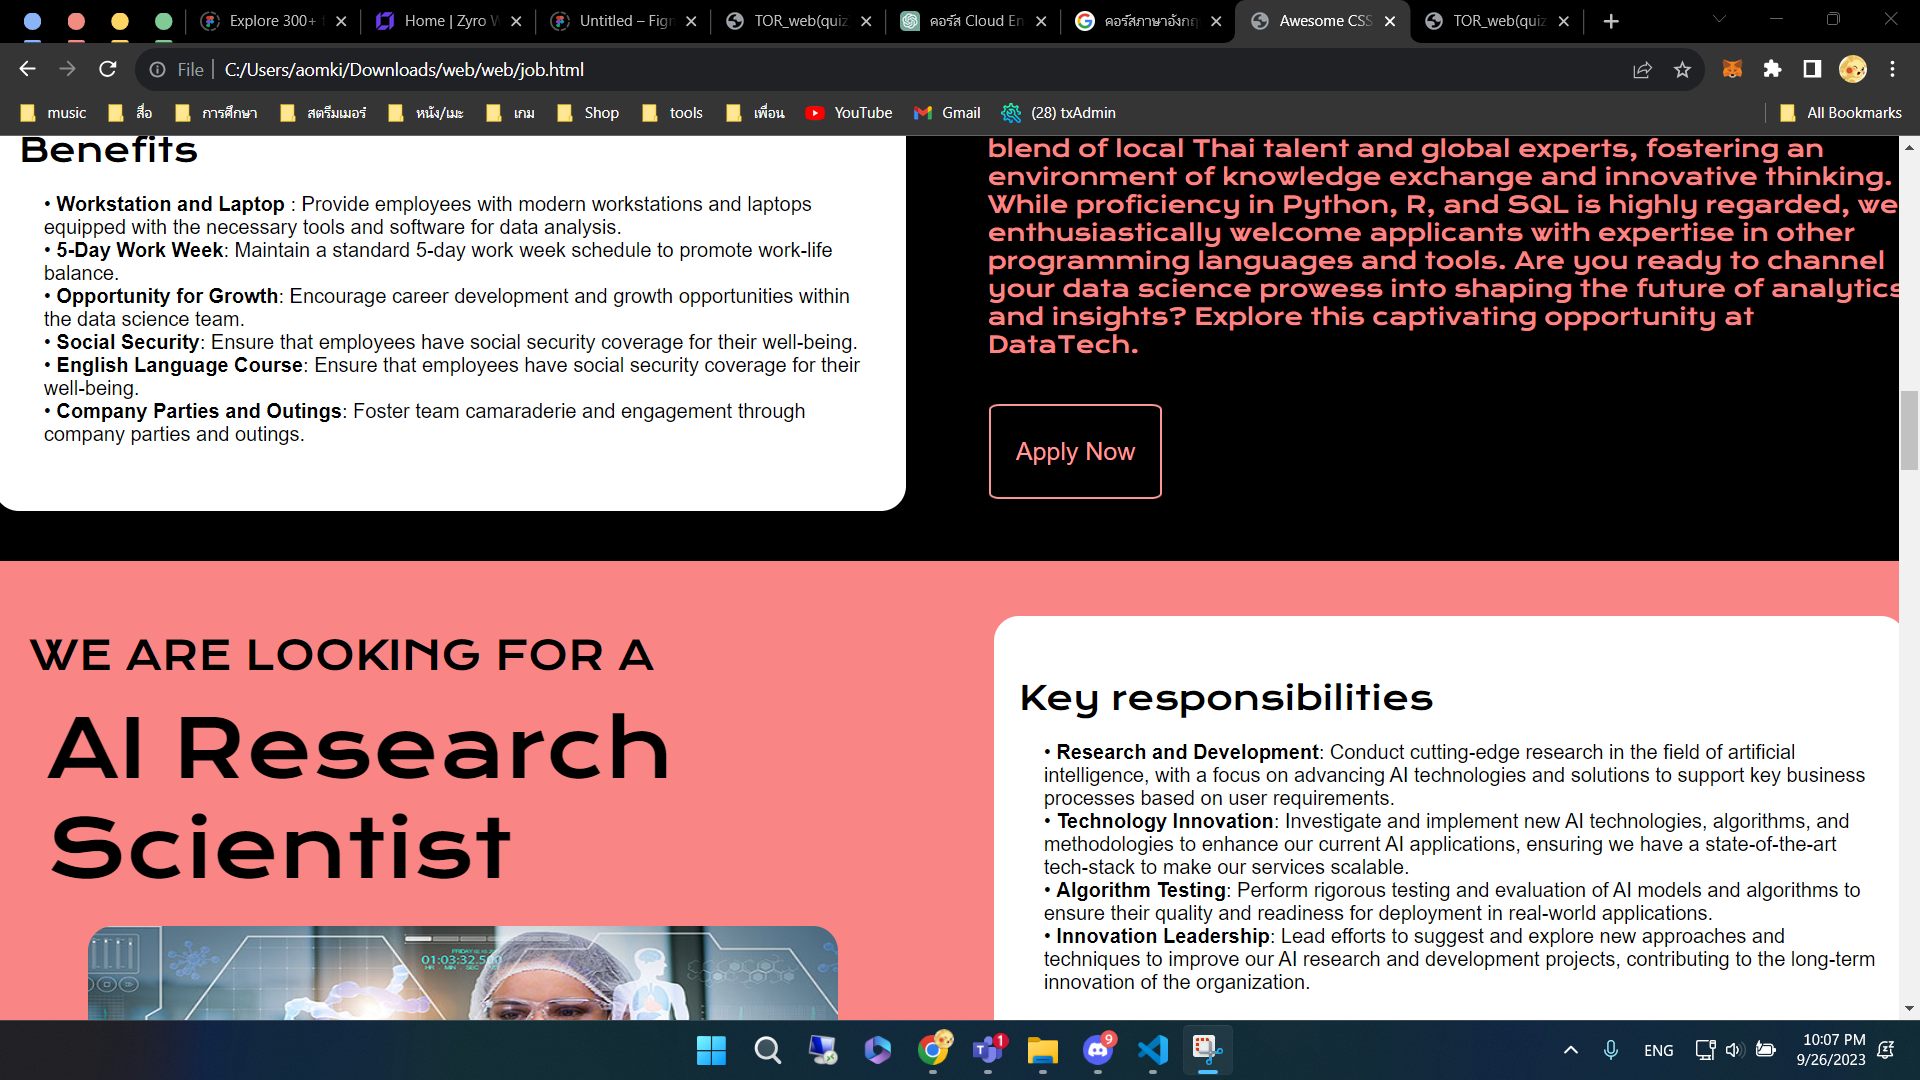 Explore 300+
Home | Zyro W
Untitled – Figm
TOR_web(quiz
คอร์ส Cloud En
คอร์สภาษาอังกฤ
Awesome CSS
TOR_web(quiz
File
C:/Users/aomki/Downloads/web/web/job.html
music
สื่อ
การศึกษา
สตรีมเมอร์
หนัง/เมะ
เกม
Shop
tools
เพื่อน
YouTube
Gmail
(28) txAdmin
All Bookmarks
Benefits
• Workstation and Laptop : Provide employees with modern workstations and laptops
equipped with the necessary tools and software for data analysis.
• 5-Day Work Week: Maintain a standard 5-day work week schedule to promote work-life
balance.
• Opportunity for Growth: Encourage career development and growth opportunities within
the data science team.
• Social Security: Ensure that employees have social security coverage for their well-being.
• English Language Course: Ensure that employees have social security coverage for their
well-being.
• Company Parties and Outings: Foster team camaraderie and engagement through
company parties and outings.
blend of local Thai talent and global experts, fostering an
environment of knowledge exchange and innovative thinking.
While proficiency in Python, R, and SQL is highly regarded, we
enthusiastically welcome applicants with expertise in other
programming languages and tools. Are you ready to channel
your data science prowess into shaping the future of analytics
and insights? Explore this captivating opportunity at
DataTech.
Apply Now
WE ARE LOOKING FOR A
AI Research
Scientist
FRIDAY
01:03:32.500
HR MIN SEC
Key responsibilities
• Research and Development: Conduct cutting-edge research in the field of artificial
intelligence, with a focus on advancing AI technologies and solutions to support key business
processes based on user requirements.
• Technology Innovation: Investigate and implement new AI technologies, algorithms, and
methodologies to enhance our current AI applications, ensuring we have a state-of-the-art
tech-stack to make our services scalable.
• Algorithm Testing: Perform rigorous testing and evaluation of AI models and algorithms to
ensure their quality and readiness for deployment in real-world applications.
• Innovation Leadership: Lead efforts to suggest and explore new approaches and
techniques to improve our AI research and development projects, contributing to the long-term
innovation of the organization.
1
9
ENG
10:07 PM
9/26/2023